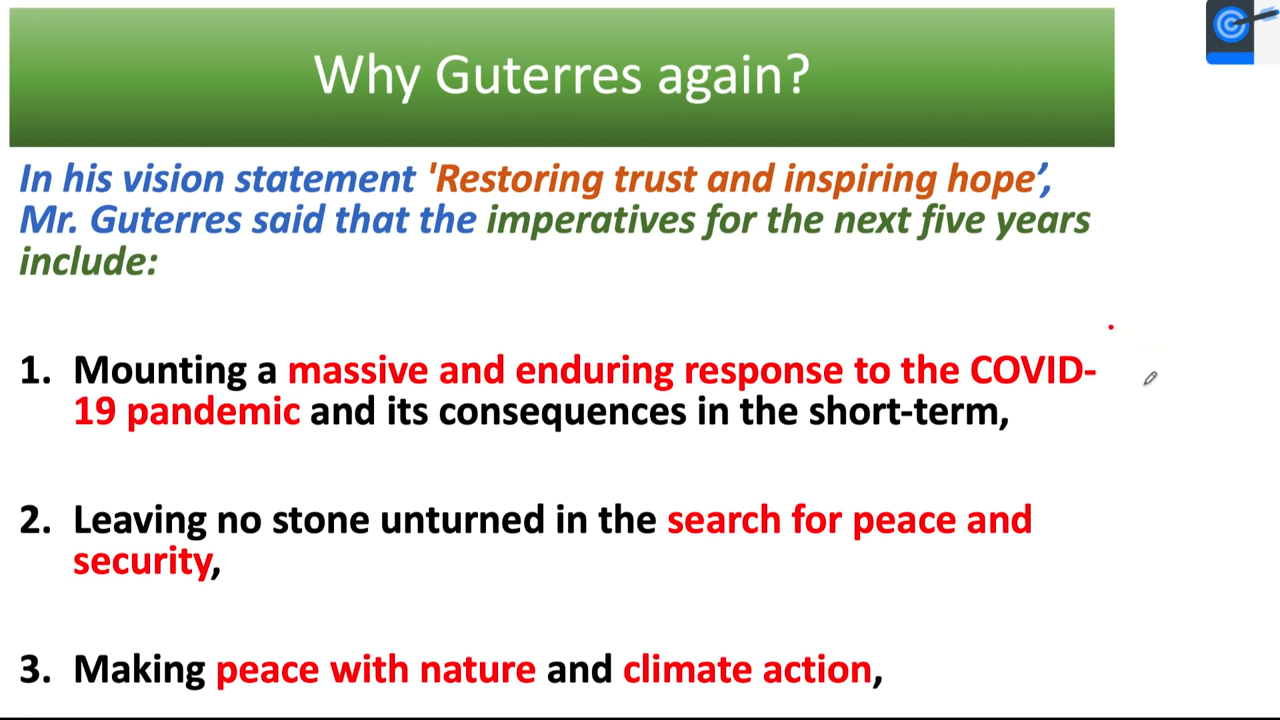 Why Guterres again?
In his vision statement 'Restoring trust and inspiring hope’,
Mr. Guterres said that the imperatives for the next five years
include:
1. Mounting a massive and enduring response to the COVID-
19 pandemic and its consequences in the short-term,
2. Leaving no stone unturned in the search for peace and
security,
3. Making peace with nature and climate action,